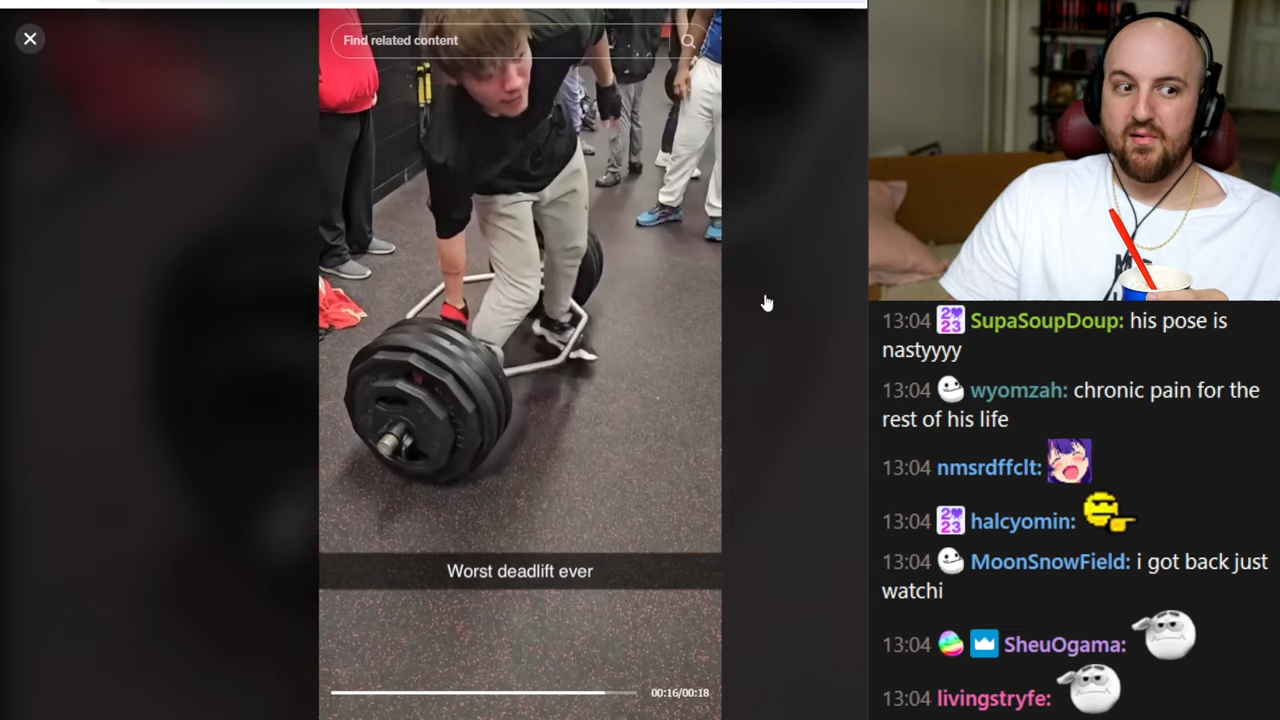 Find related content
Worst deadlift ever
00:16/00:18
13:04 SupaSoupDoup: his pose is
nastyyyy
13:04 wyomzah: chronic pain for the
rest of his life
13:04 nmsrdffclt:
13:04 halcyomin:
13:04 MoonSnowField: i got back just
watchi
13:04 SheuOgama:
13:04 livingstryfe: